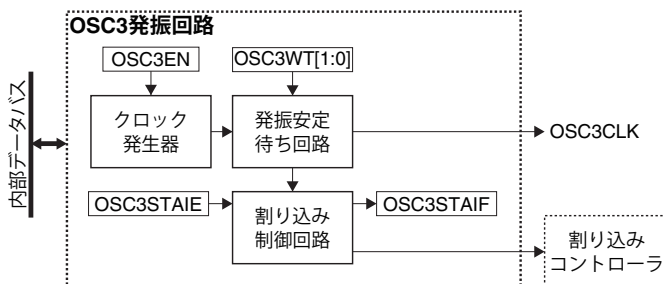 OSC3発振回路
OSC3EN
OSC3WT[1:0]
内部データバス
クロック
発生器
発振安定
待ち回路
OSC3CLK
OSC3STAIE
割り込み
制御回路
OSC3STAIF
割り込み
コントローラ